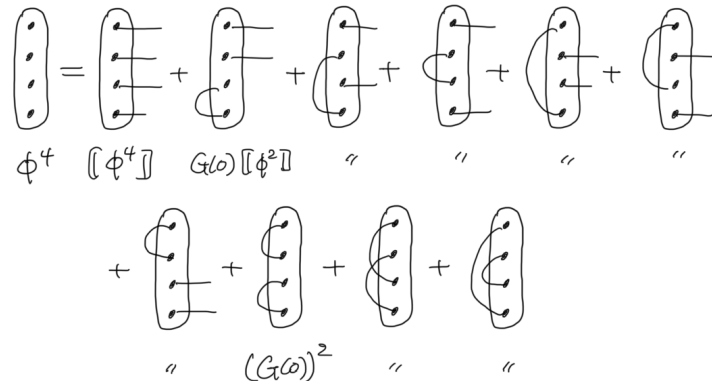 = + + + + +
ϕ⁴ ⟦ϕ⁴⟧ G(0)⟦ϕ²⟧ 〃 〃 〃 〃
+ + + +
〃 (G(0))² 〃 〃